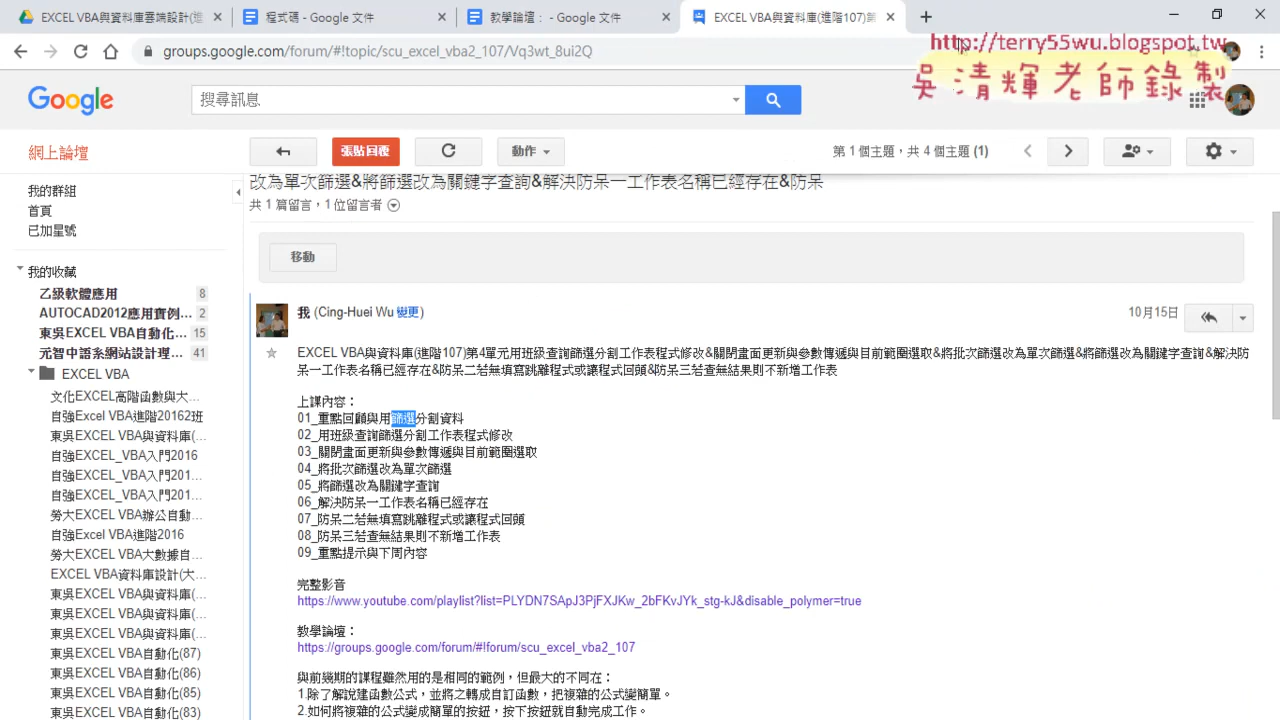 EXCEL VBA與資料庫雲端設計(進
程式碼 - Google 文件
教學論壇： - Google 文件
EXCEL VBA與資料庫(進階107)第
groups.google.com/forum/#!topic/scu_excel_vba2_107/Vq3wt_8ui2Q
http://terry55wu.blogspot.tw
吳清輝老師錄製
Google
搜尋訊息
網上論壇
張貼回覆
動作
第 1 個主題，共 4 個主題 (1)
我的群組
首頁
已加星號
我的收藏
乙級軟體應用 8
AUTOCAD2012應用實例... 2
東吳EXCEL VBA自動化... 15
元智中語系網站設計理... 41
EXCEL VBA
文化EXCEL高階函數與大...
自強Excel VBA進階20162班
東吳EXCEL VBA與資料庫(...
自強EXCEL_VBA入門2016
自強EXCEL_VBA入門201...
自強EXCEL_VBA入門201...
勞大EXCEL VBA辦公自動...
自強Excel VBA進階2016
勞大EXCEL VBA大數據自...
EXCEL VBA資料庫設計(大...
東吳EXCEL VBA與資料庫(...
東吳EXCEL VBA與資料庫(...
東吳EXCEL VBA與資料庫(...
東吳EXCEL VBA自動化(87)
東吳EXCEL VBA自動化(86)
東吳EXCEL VBA自動化(85)
東吳EXCEL VBA自動化(83)
改為單次篩選&將篩選改為關鍵字查詢&解決防呆一工作表名稱已經存在&防呆
共 1 篇留言，1 位留言者
移動
我 (Cing-Huei Wu 變更)
10月15日
EXCEL VBA與資料庫(進階107)第4單元用班級查詢篩選分割工作表程式修改&關閉畫面更新與參數傳遞與目前範圍選取&將批次篩選改為單次篩選&將篩選改為關鍵字查詢&解決防
呆一工作表名稱已經存在&防呆二若無填寫跳離程式或讓程式回頭&防呆三若查無結果則不新增工作表
上課內容：
01_重點回顧與用篩選分割資料
02_用班級查詢篩選分割工作表程式修改
03_關閉畫面更新與參數傳遞與目前範圍選取
04_將批次篩選改為單次篩選
05_將篩選改為關鍵字查詢
06_解決防呆一工作表名稱已經存在
07_防呆二若無填寫跳離程式或讓程式回頭
08_防呆三若查無結果則不新增工作表
09_重點提示與下周內容
完整影音
https://www.youtube.com/playlist?list=PLYDN7SApJ3PjFXJKw_2bFKvJYk_stg-kJ&disable_polymer=true
教學論壇：
https://groups.google.com/forum/#!forum/scu_excel_vba2_107
與前幾期的課程雖然用的是相同的範例，但最大的不同在：
1.除了解說建函數公式，並將之轉成自訂函數，把複雜的公式變簡單。
2.如何將複雜的公式變成簡單的按鈕，按下按鈕就自動完成工作。